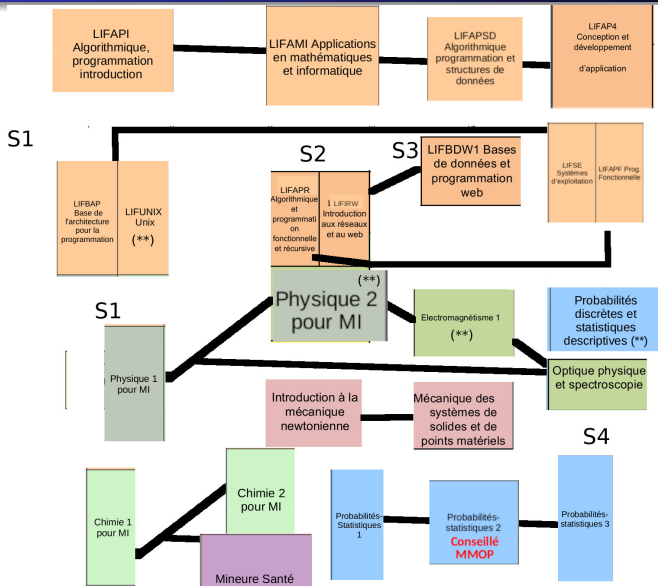 LIFAPI
Algorithmique,
programmation
introduction
LIFAMI Applications
en mathématiques
et informatique
LIFAPSD
Algorithmique
programmation et
structures de
données
LIFAP4
Conception et
développement
d'application
S1
S2
S3
LIFBAP
Base de
l'architecture
pour la
programmation
LIFUNIX
Unix
(**)
LIFAPR
Algorithmique
et
programmati
on
fonctionnelle
et récursive
LIFIRW
Introduction
aux réseaux
et au web
LIFBDW1 Bases
de données et
programmation
web
LIFSE
Systèmes
d'exploitation
LIFAPF Prog.
Fonctionnelle
S1
Physique 1
pour MI
(**)
Physique 2
pour MI
Electromagnétisme 1
(**)
Probabilités
discrètes et
statistiques
descriptives (**)
Optique physique
et spectroscopie
Introduction à la
mécanique
newtonienne
Mécanique des
systèmes de
solides et de
points matériels
S4
Chimie 1
pour MI
Chimie 2
pour MI
Mineure Santé
Probabilités-
Statistiques
1
Probabilités-
statistiques 2
Conseillé
MMOP
Probabilités-
statistiques 3